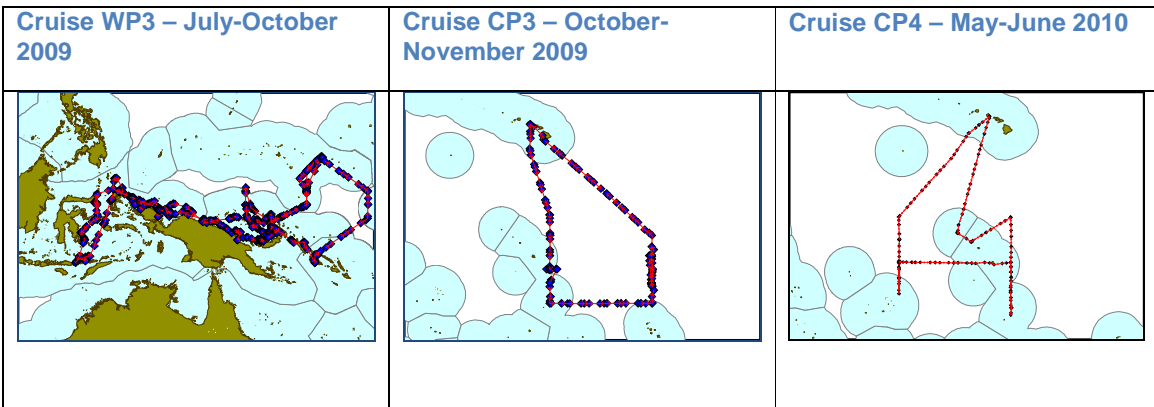 Cruise WP3 – July-October
2009
Cruise CP3 – October-
November 2009
Cruise CP4 – May-June 2010